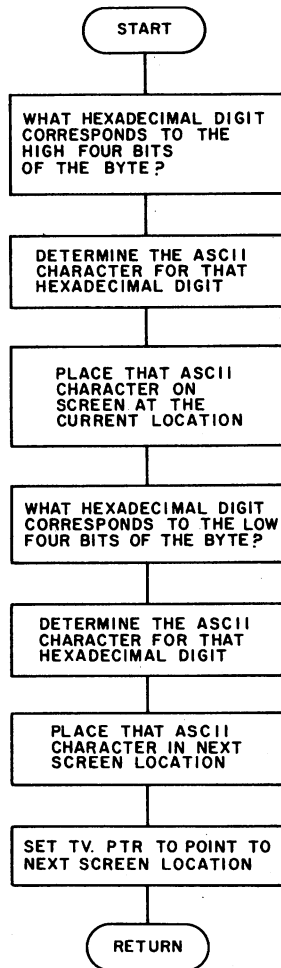 START
WHAT HEXADECIMAL DIGIT
CORRESPONDS TO THE
HIGH FOUR BITS
OF THE BYTE?
DETERMINE THE ASCII
CHARACTER FOR THAT
HEXADECIMAL DIGIT
PLACE THAT ASCII
CHARACTER ON
SCREEN AT THE
CURRENT LOCATION
WHAT HEXADECIMAL DIGIT
CORRESPONDS TO THE LOW
FOUR BITS OF THE BYTE?
DETERMINE THE ASCII
CHARACTER FOR THAT
HEXADECIMAL DIGIT
PLACE THAT ASCII
CHARACTER IN NEXT
SCREEN LOCATION
SET TV. PTR TO POINT TO
NEXT SCREEN LOCATION
RETURN